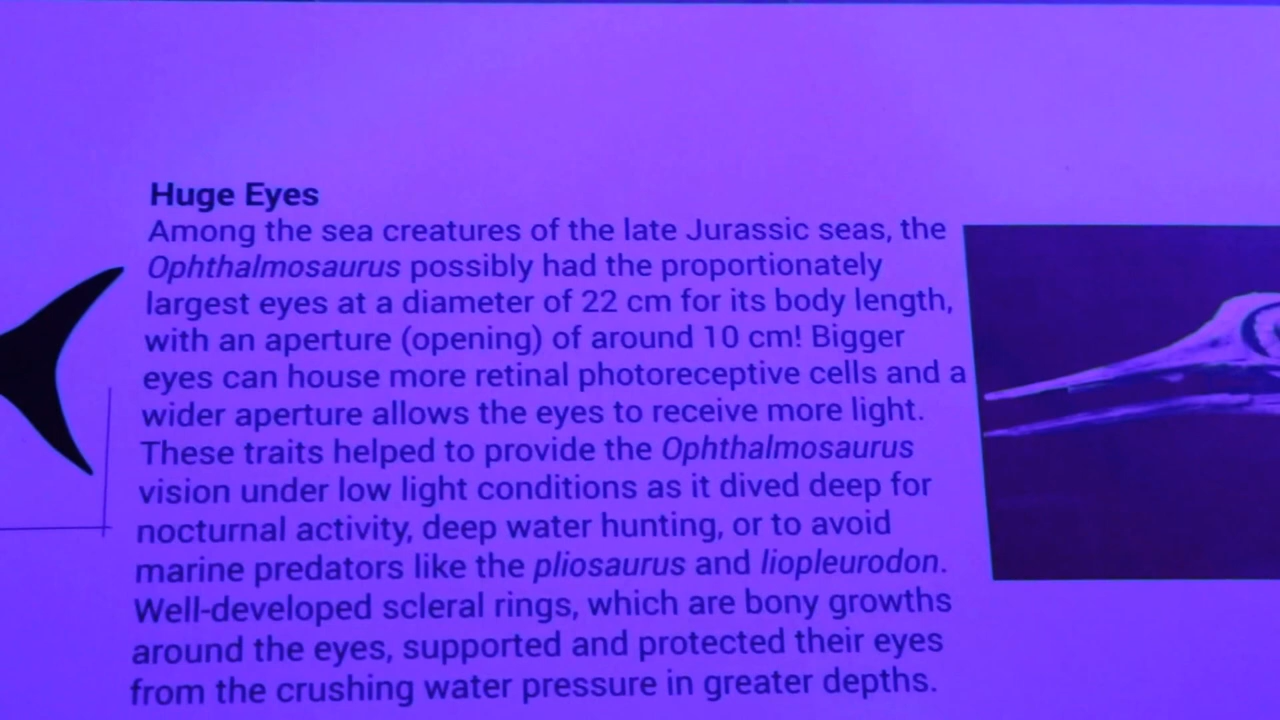 Huge Eyes
Among the sea creatures of the late Jurassic seas, the
Ophthalmosaurus possibly had the proportionately
largest eyes at a diameter of 22 cm for its body length,
with an aperture (opening) of around 10 cm! Bigger
eyes can house more retinal photoreceptive cells and a
wider aperture allows the eyes to receive more light.
These traits helped to provide the Ophthalmosaurus
vision under low light conditions as it dived deep for
nocturnal activity, deep water hunting, or to avoid
marine predators like the pliosaurus and liopleurodon.
Well-developed scleral rings, which are bony growths
around the eyes, supported and protected their eyes
from the crushing water pressure in greater depths.